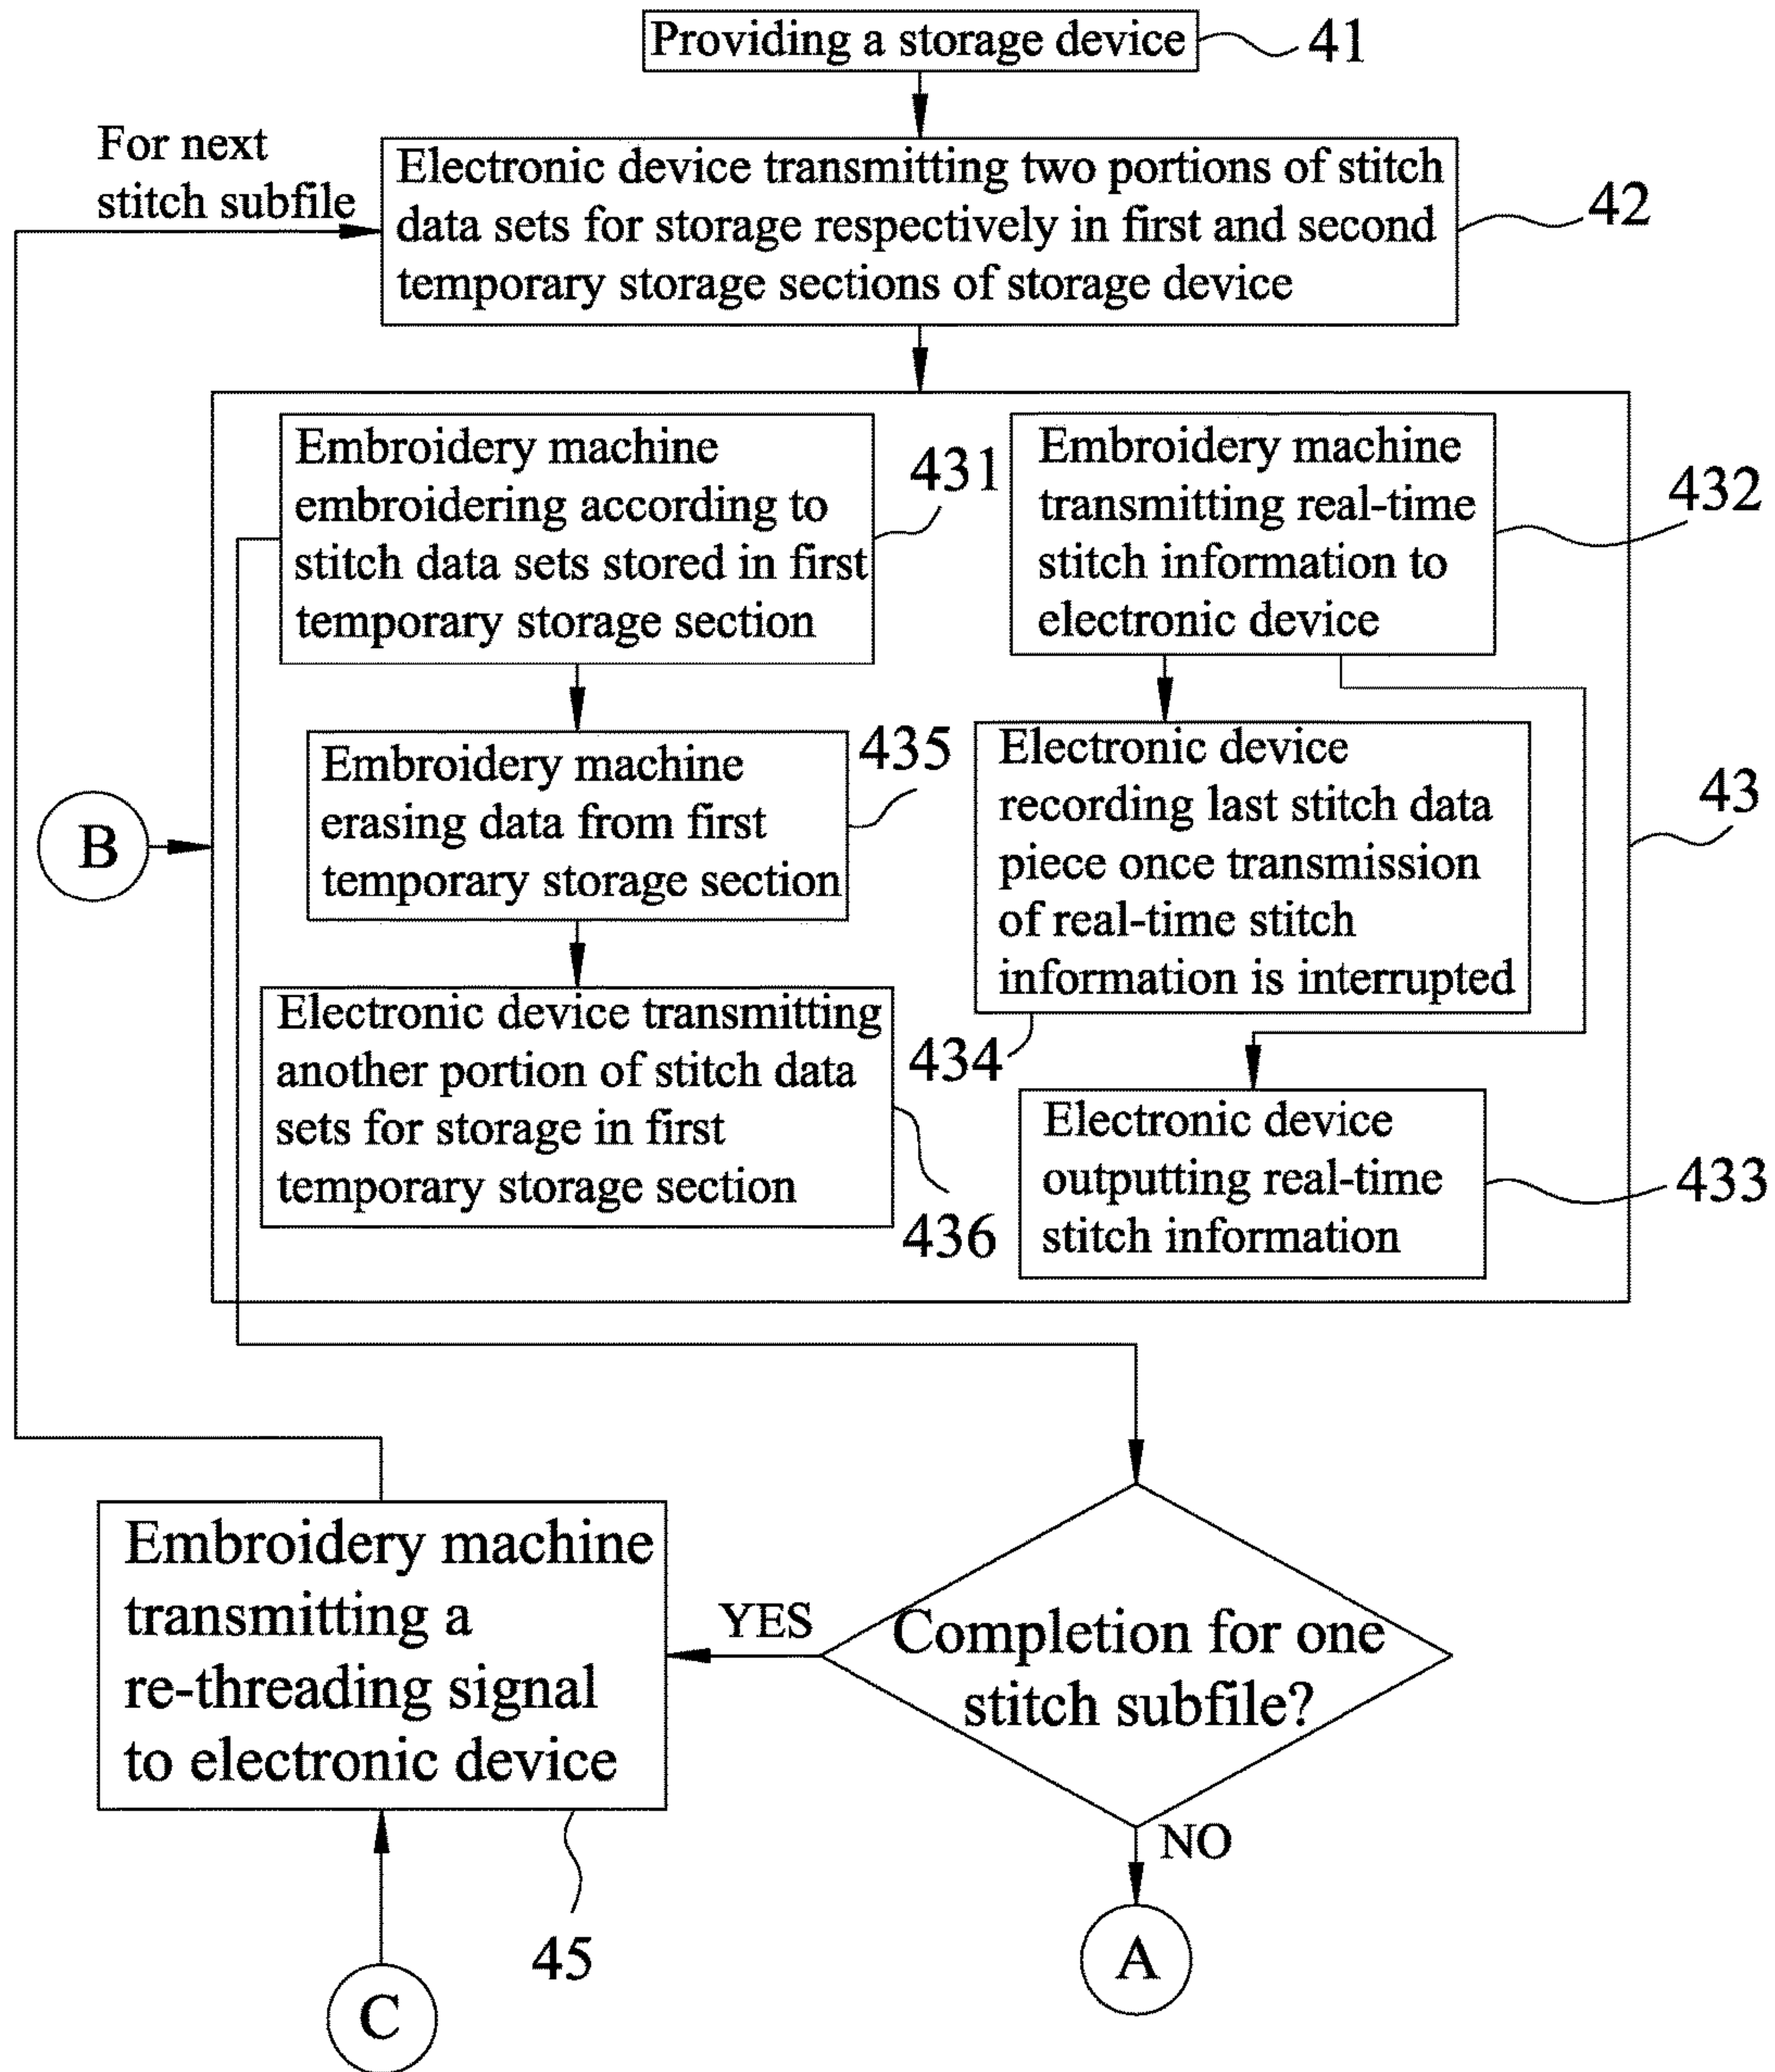 Providing a storage device
41
For next
stitch subfile
Electronic device transmitting two portions of stitch
data sets for storage respectively in first and second
temporary storage sections of storage device
42
Embroidery machine
embroidering according to
stitch data sets stored in first
temporary storage section
431
Embroidery machine
transmitting real-time
stitch information to
electronic device
432
Embroidery machine
erasing data from first
temporary storage section
435
Electronic device
recording last stitch data
piece once transmission
of real-time stitch
information is interrupted
434
43
B
Electronic device transmitting
another portion of stitch data
sets for storage in first
temporary storage section
436
Electronic device
outputting real-time
stitch information
433
Embroidery machine
transmitting a
re-threading signal
to electronic device
45
YES
Completion for one
stitch subfile?
NO
A
C